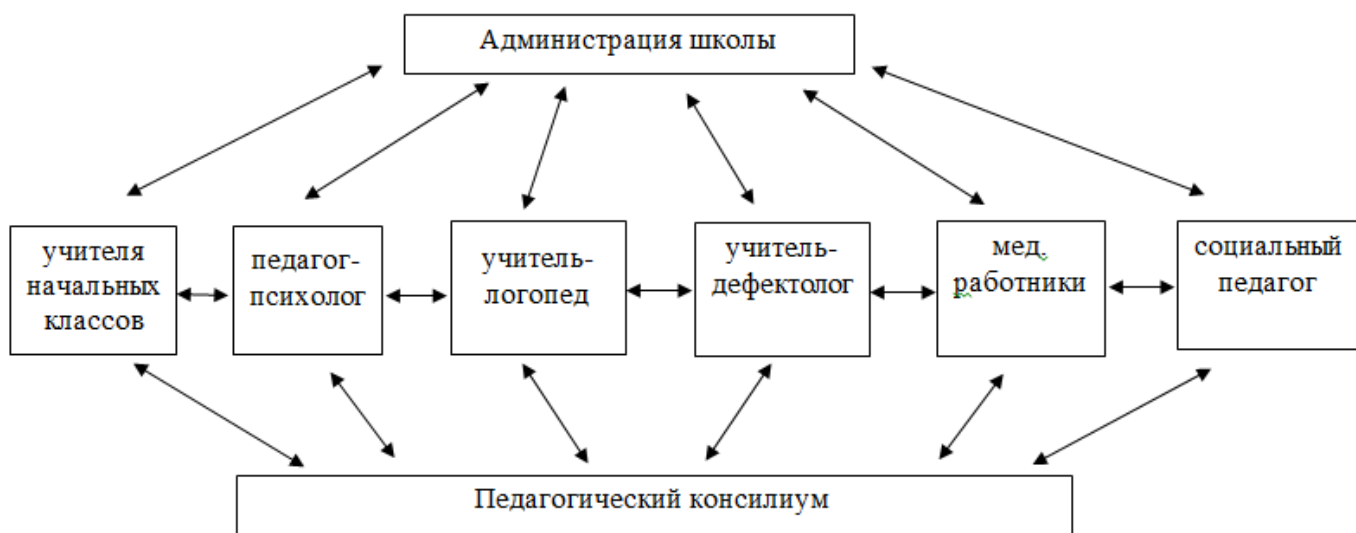 Администрация школы
учителя
начальных
классов
педагог-
психолог
учитель-
логопед
учитель-
дефектолог
мед.
работники
социальный
педагог
Педагогический консилиум